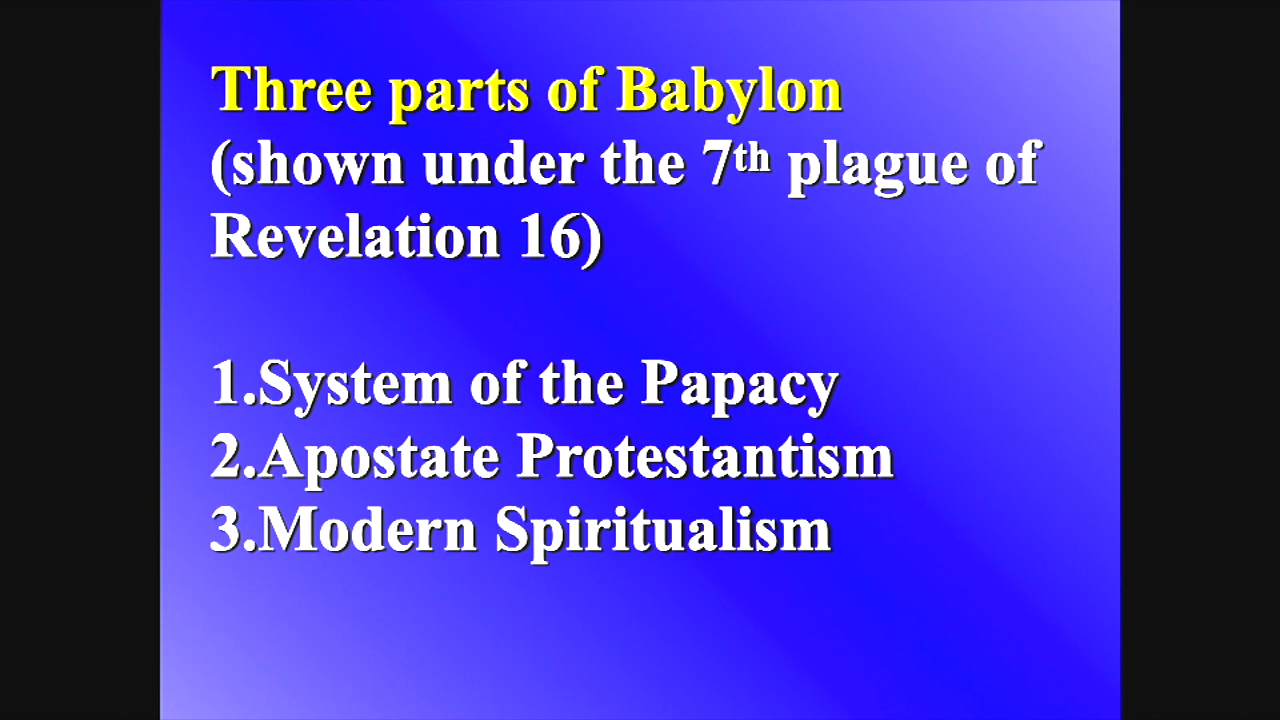 Three parts of Babylon
(shown under the 7th plague of
Revelation 16)
1.System of the Papacy
2.Apostate Protestantism
3.Modern Spiritualism